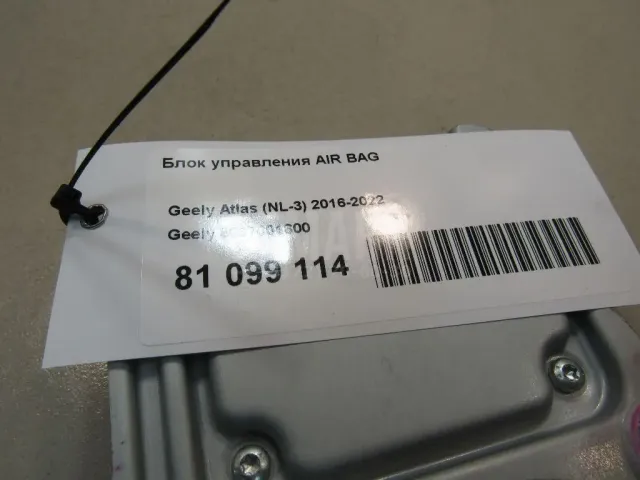 Блок управления AIR BAG
Geely Atlas (NL-3) 2016-2022
Geely
81 099 114